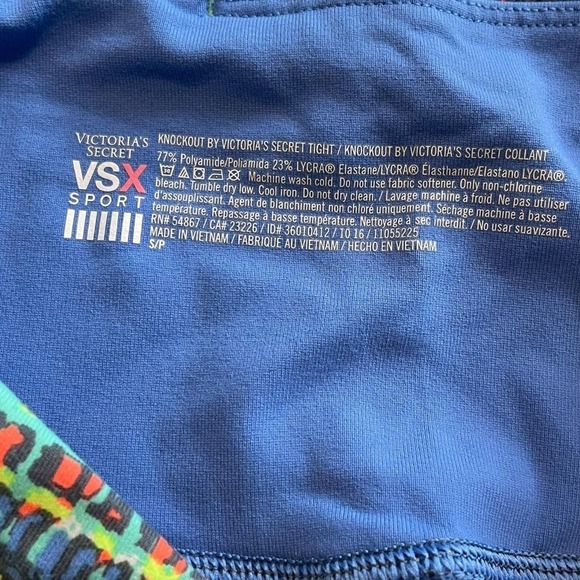 VICTORIA'S
SECRET
VSX
SPORT
KNOCKOUT BY VICTORIA'S SECRET TIGHT / KNOCKOUT BY VICTORIA'S SECRET COLLANT
77% Polyamide/Poliamida 23% LYCRA® Elastane/LYCRA® Élasthanne/Elastano LYCRA®.
Machine wash cold. Do not use fabric softener. Only non-chlorine
bleach. Tumble dry low. Cool iron. Do not dry clean. / Lavage machine à froid. Ne pas utiliser
d'assouplissant. Agent de blanchiment non chloré uniquement. Séchage machine à basse
température. Repassage à basse température. Nettoyage à sec interdit. / No usar suavizante.
RN# 54867 / CA# 23226 / ID# 36010412 / TO 16 / 11055225
MADE IN VIETNAM / FABRIQUÉ AU VIETNAM / HECHO EN VIETNAM
S/P